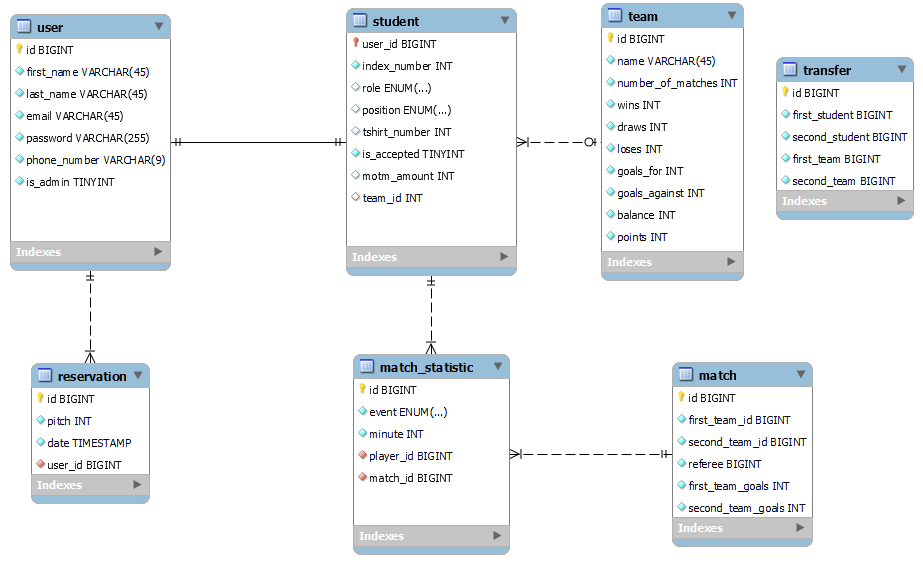 user
id BIGINT
first_name VARCHAR(45)
last_name VARCHAR(45)
email VARCHAR(45)
password VARCHAR(255)
phone_number VARCHAR(9)
is_admin TINYINT
Indexes
student
user_id BIGINT
index_number INT
role ENUM(...)
position ENUM(...)
tshirt_number INT
is_accepted TINYINT
motm_amount INT
team_id INT
Indexes
team
id BIGINT
name VARCHAR(45)
number_of_matches INT
wins INT
draws INT
loses INT
goals_for INT
goals_against INT
balance INT
points INT
Indexes
transfer
id BIGINT
first_student BIGINT
second_student BIGINT
first_team BIGINT
second_team BIGINT
Indexes
reservation
id BIGINT
pitch INT
date TIMESTAMP
user_id BIGINT
Indexes
match_statistic
id BIGINT
event ENUM(...)
minute INT
player_id BIGINT
match_id BIGINT
Indexes
match
id BIGINT
first_team_id BIGINT
second_team_id BIGINT
referee BIGINT
first_team_goals INT
second_team_goals INT
Indexes